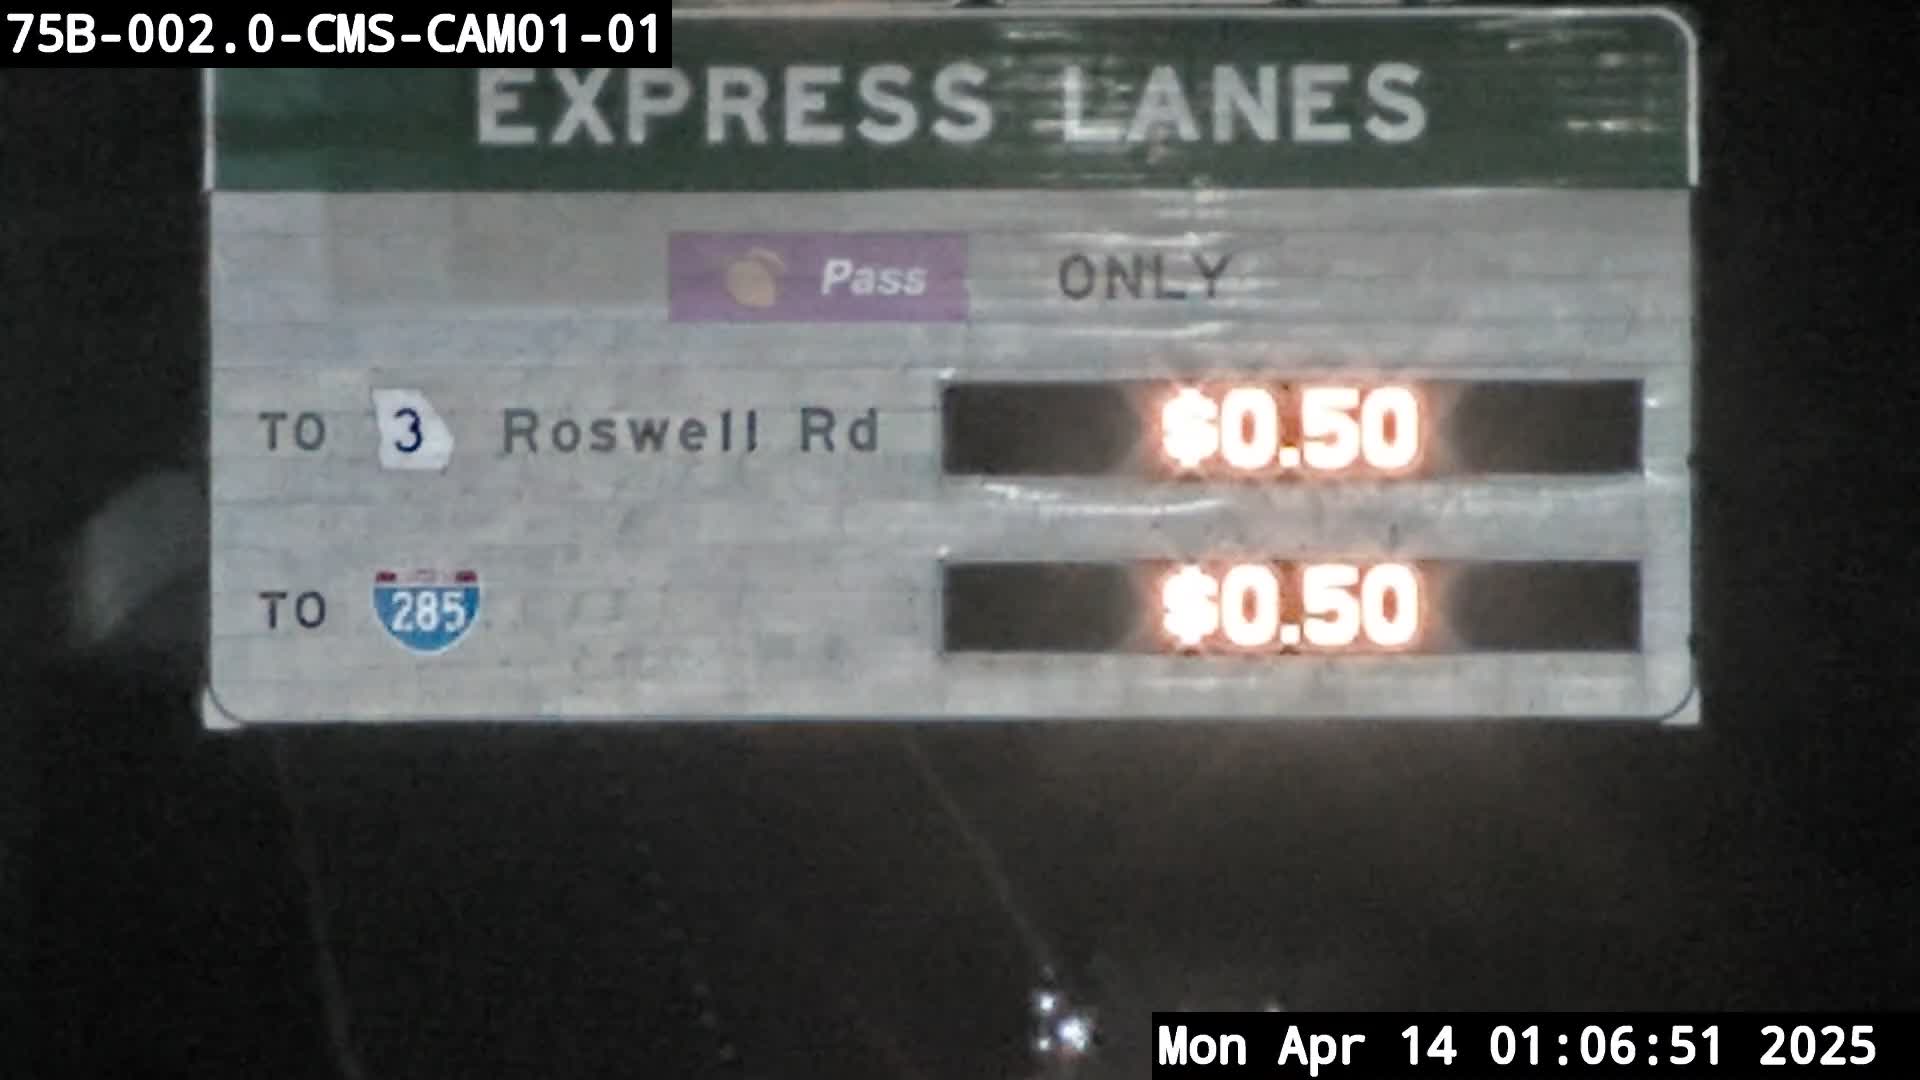 75B-002.0-CMS-CAM01-01
EXPRESS LANES
Pass ONLY
TO 3 Roswell Rd $0.50
TO 285 $0.50
Mon Apr 14 01:06:51 2025